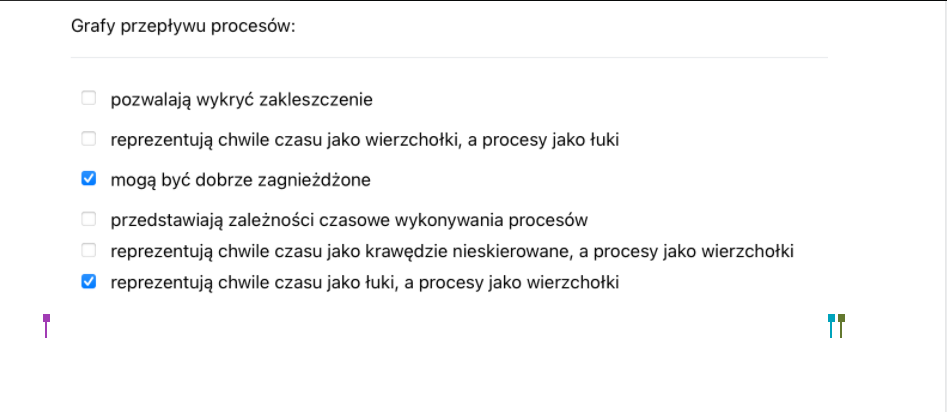 Grafy przepływu procesów:
pozwalają wykryć zakleszczenie
reprezentują chwile czasu jako wierzchołki, a procesy jako łuki
mogą być dobrze zagnieżdżone
przedstawiają zależności czasowe wykonywania procesów
reprezentują chwile czasu jako krawędzie nieskierowane, a procesy jako wierzchołki
reprezentują chwile czasu jako łuki, a procesy jako wierzchołki